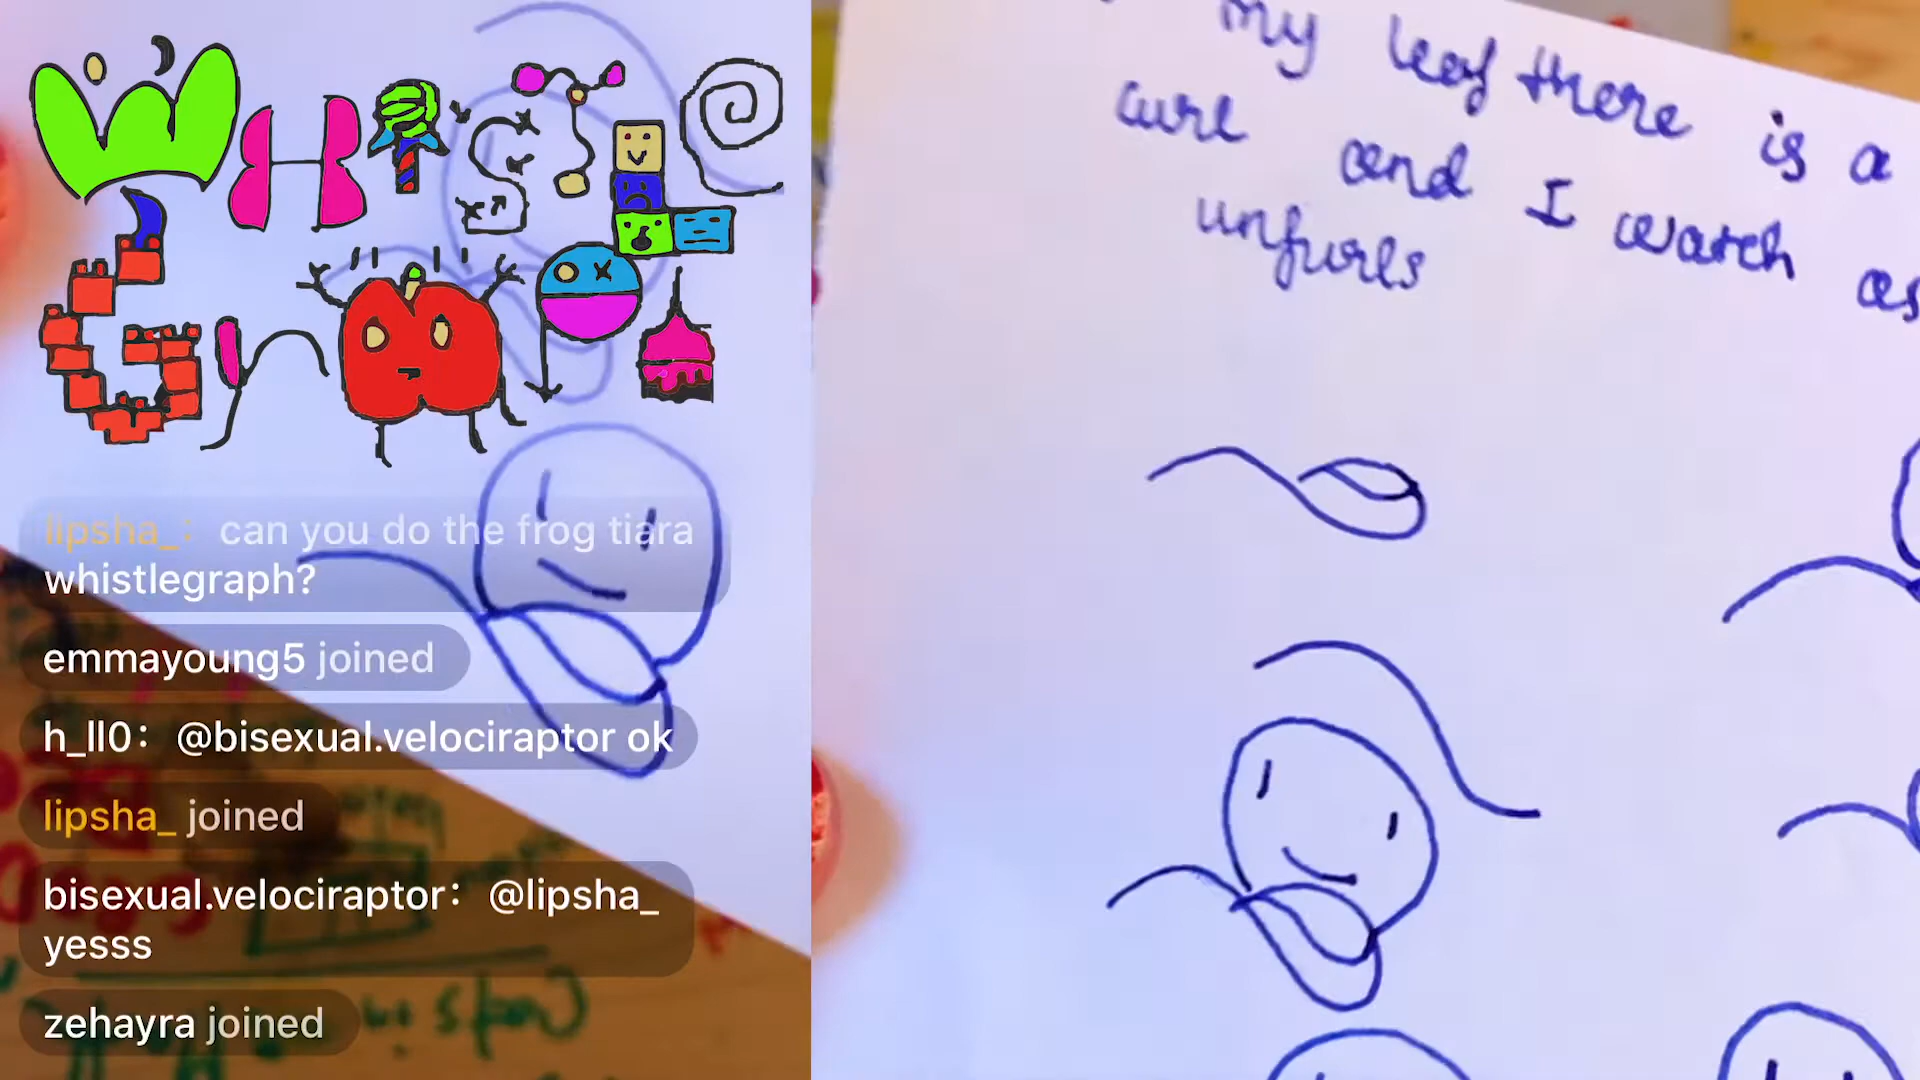 WHiSTLe
GrAPH
lipsha_: can you do the frog tiara
whistlegraph?
emmayoung5 joined
h_ll0: @bisexual.velociraptor ok
lipsha_ joined
bisexual.velociraptor: @lipsha_
yesss
zehayra joined
my leaf there is a
curl and I watch as
unfurls